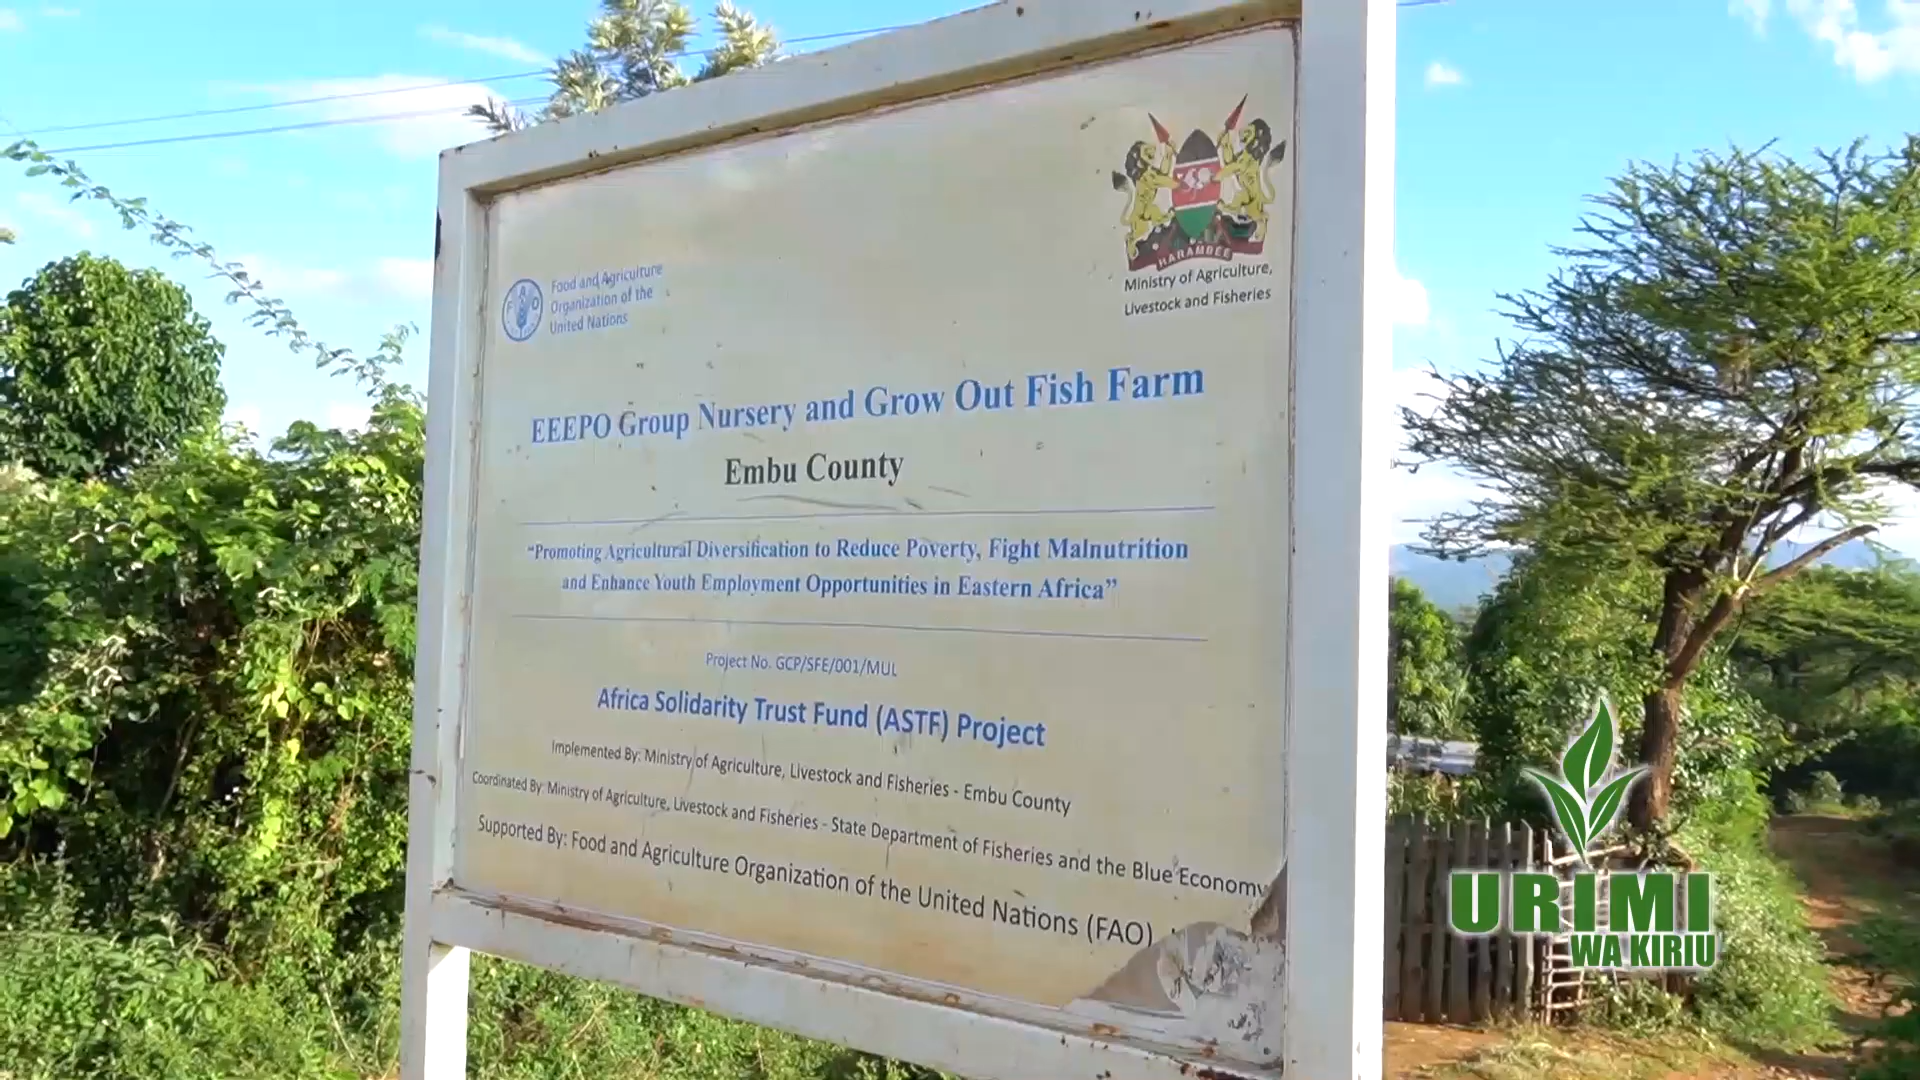 Food and Agriculture
Organization of the
United Nations
HARAMBEE
Ministry of Agriculture,
Livestock and Fisheries
EEEPO Group Nursery and Grow Out Fish Farm
Embu County
“Promoting Agricultural Diversification to Reduce Poverty, Fight Malnutrition
and Enhance Youth Employment Opportunities in Eastern Africa”
Project No. GCP/SFE/001/MUL
Africa Solidarity Trust Fund (ASTF) Project
Implemented By: Ministry of Agriculture, Livestock and Fisheries - Embu County
Coordinated By: Ministry of Agriculture, Livestock and Fisheries - State Department of Fisheries and the Blue Economy
Supported By: Food and Agriculture Organization of the United Nations (FAO)
URIMI
WA KIRIU